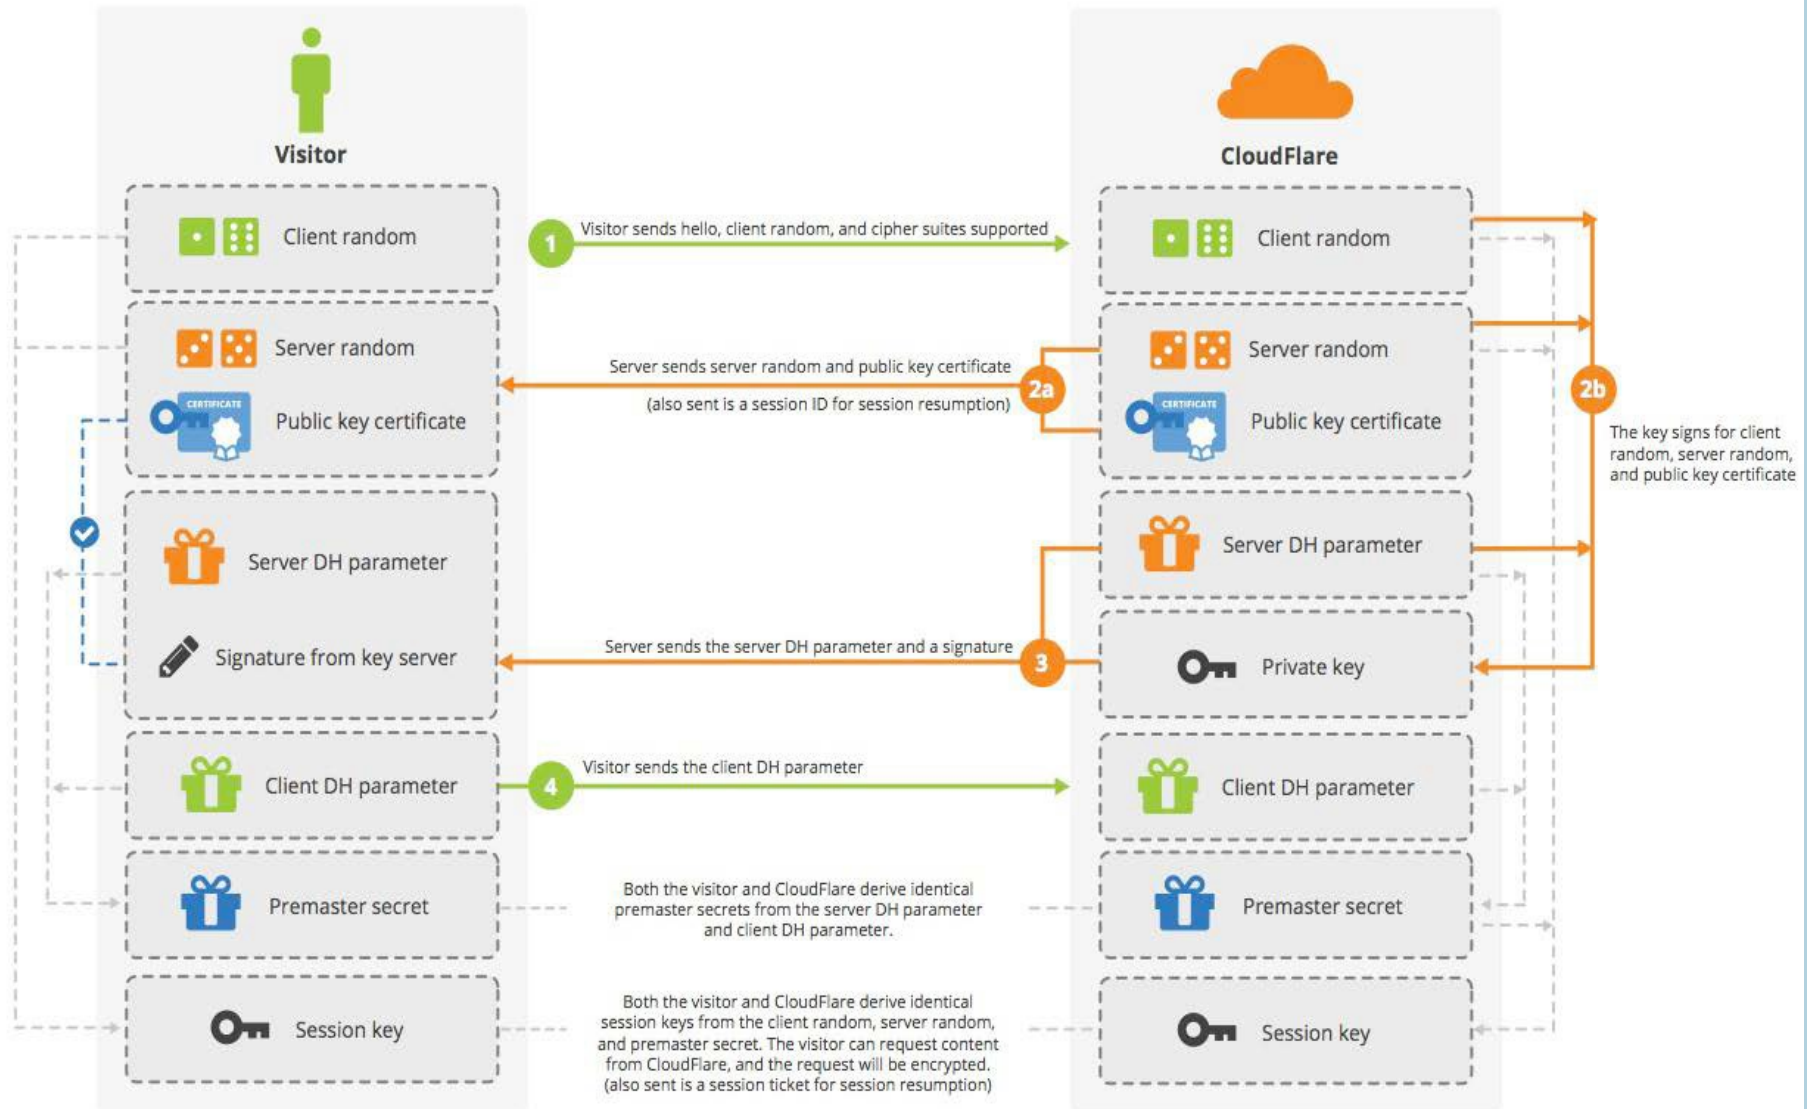 Visitor
CloudFlare
Client random
1
Visitor sends hello, client random, and cipher suites supported
Client random
Server random
CERTIFICATE
Public key certificate
Server sends server random and public key certificate
(also sent is a session ID for session resumption)
2a
Server random
CERTIFICATE
Public key certificate
2b
The key signs for client
random, server random,
and public key certificate
Server DH parameter
Signature from key server
Server sends the server DH parameter and a signature
3
Server DH parameter
Private key
Client DH parameter
4
Visitor sends the client DH parameter
Client DH parameter
Premaster secret
Both the visitor and CloudFlare derive identical
premaster secrets from the server DH parameter
and client DH parameter.
Premaster secret
Session key
Both the visitor and CloudFlare derive identical
session keys from the client random, server random,
and premaster secret. The visitor can request content
from CloudFlare, and the request will be encrypted.
(also sent is a session ticket for session resumption)
Session key